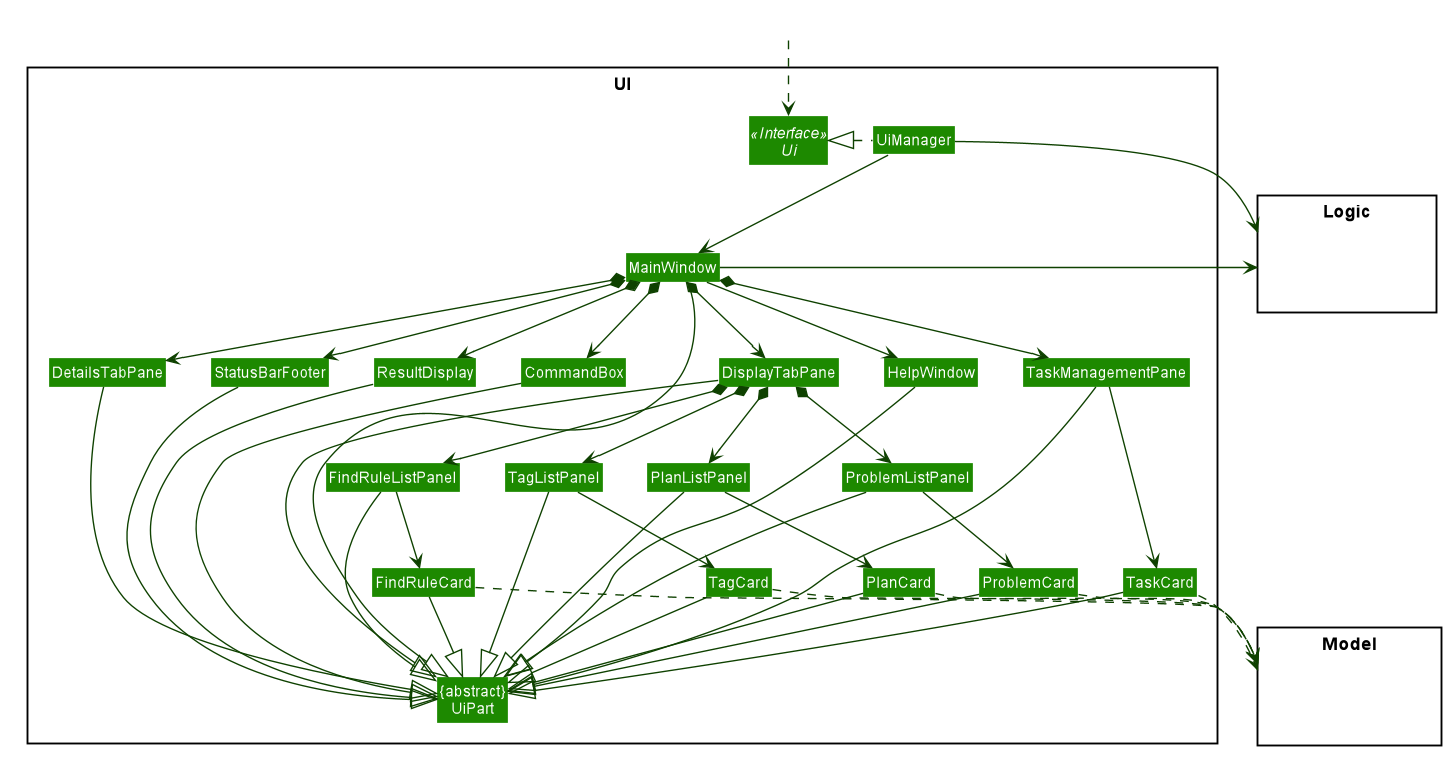 UI
«Interface»
Ui
UiManager
Logic
MainWindow
DetailsTabPane
StatusBarFooter
ResultDisplay
CommandBox
DisplayTabPane
HelpWindow
TaskManagementPane
FindRuleListPanel
TagListPanel
PlanListPanel
ProblemListPanel
FindRuleCard
TagCard
PlanCard
ProblemCard
TaskCard
Model
{abstract}
UiPart